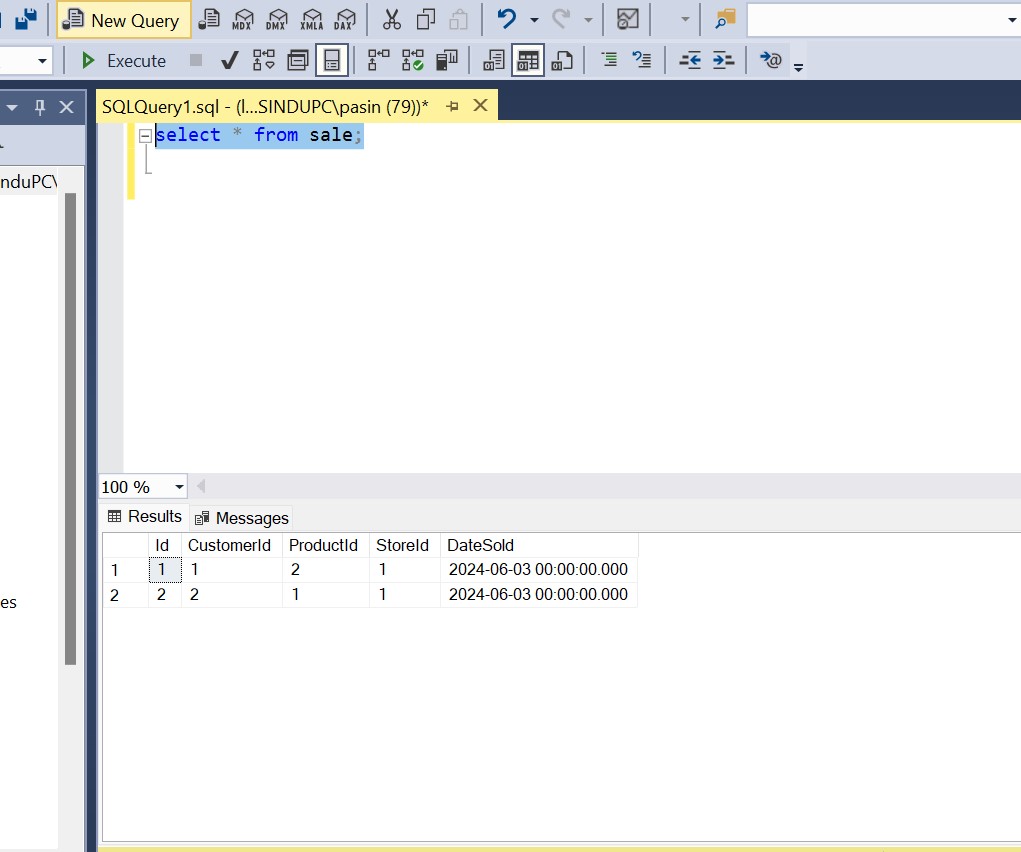 New Query MDX DMX XMLA DAX
Execute
SQLQuery1.sql - (l...SINDUPC\pasin (79))*
select * from sale;
nduPC\
es
100 %
Results Messages
Id CustomerId ProductId StoreId DateSold
1 1 1 2 1 2024-06-03 00:00:00.000
2 2 2 1 1 2024-06-03 00:00:00.000